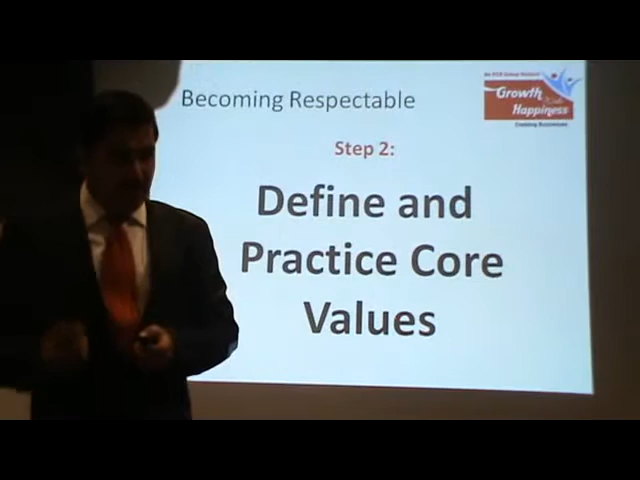 Becoming Respectable
Growth
Happiness
Step 2:
Define and
Practice Core
Values